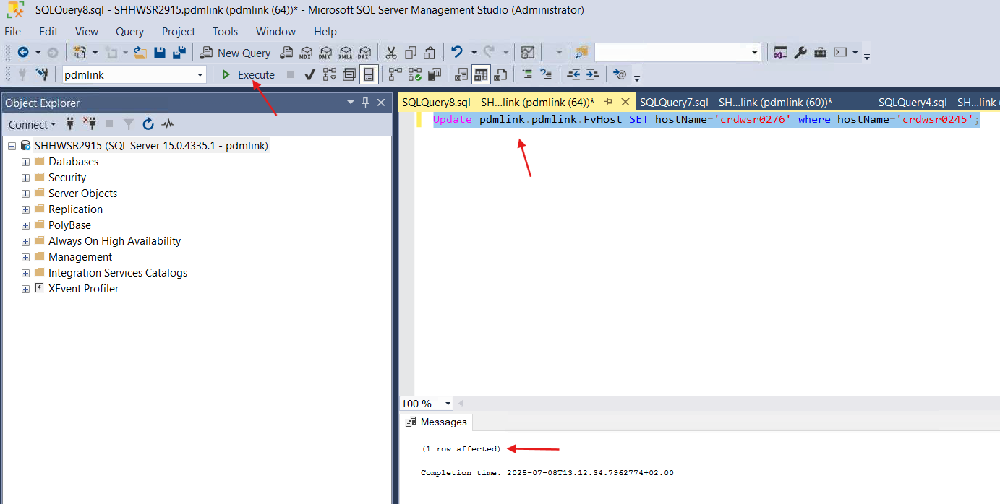 SQLQuery8.sql - SHHWSR2915.pdmlink (pdmlink (64))* - Microsoft SQL Server Management Studio (Administrator)
File Edit View Query Project Tools Window Help
New Query MDX DMX XMLA DAX
pdmlink Execute
Object Explorer
SQLQuery8.sql - SH...link (pdmlink (64))* SQLQuery7.sql - SH...link (pdmlink (60))* SQLQuery4.sql - SH...link
Connect
Update pdmlink.pdmlink.FvHost SET hostName='crdwsr0276' where hostName='crdwsr0245';
SHHWSR2915 (SQL Server 15.0.4335.1 - pdmlink)
Databases
Security
Server Objects
Replication
PolyBase
Always On High Availability
Management
Integration Services Catalogs
XEvent Profiler
100 %
Messages
(1 row affected)
Completion time: 2025-07-08T13:12:34.7962774+02:00